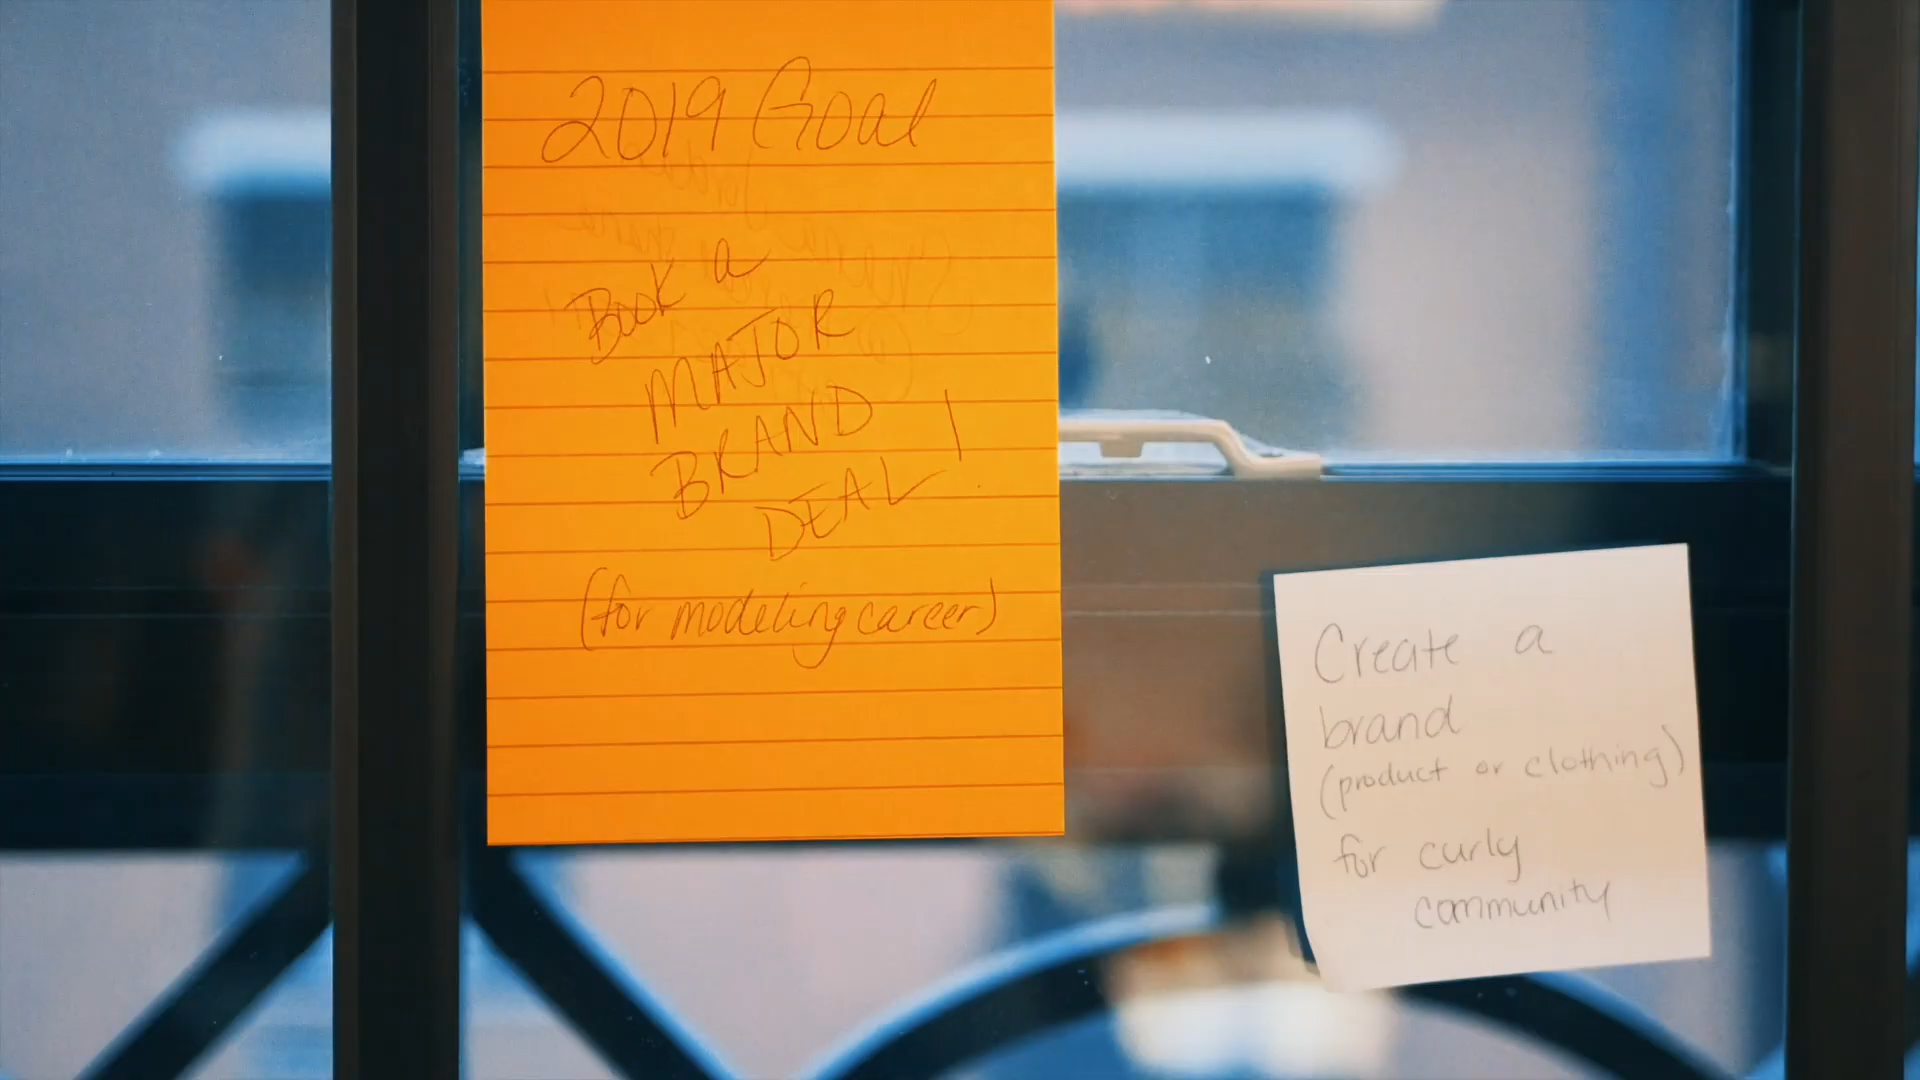 2019 Goal
Book a
MAJOR
BRAND
DEAL!
(for modeling career)
Create a
brand
(product or clothing)
for curly
community